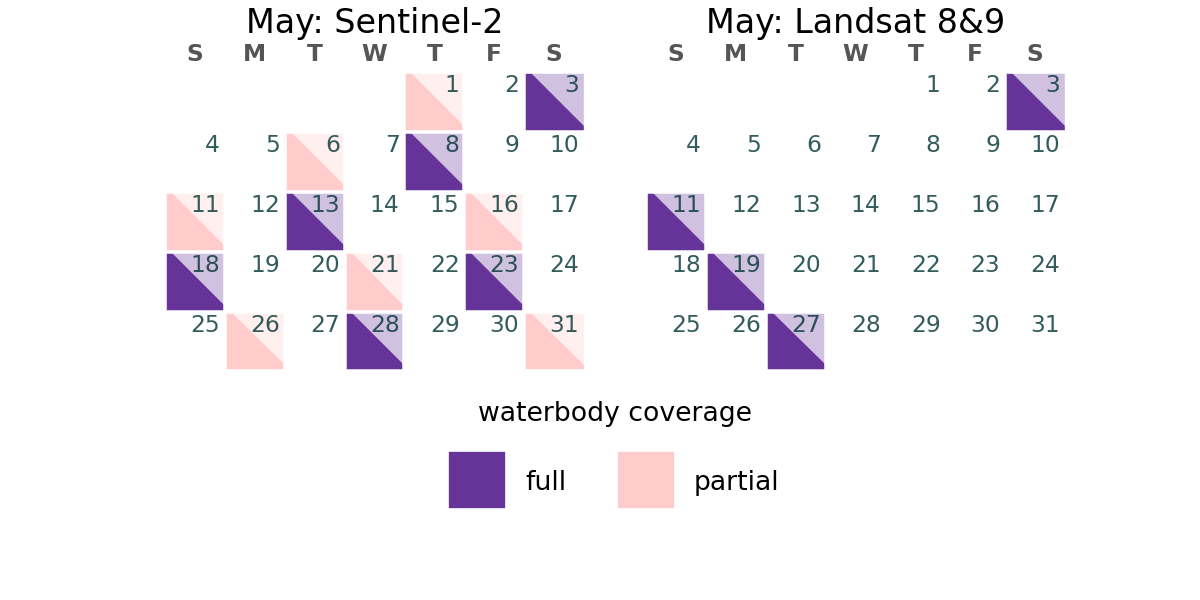 May: Sentinel-2
S M T W T F S
1 2 3
4 5 6 7 8 9 10
11 12 13 14 15 16 17
18 19 20 21 22 23 24
25 26 27 28 29 30 31
May: Landsat 8&9
S M T W T F S
1 2 3
4 5 6 7 8 9 10
11 12 13 14 15 16 17
18 19 20 21 22 23 24
25 26 27 28 29 30 31
waterbody coverage
full
partial